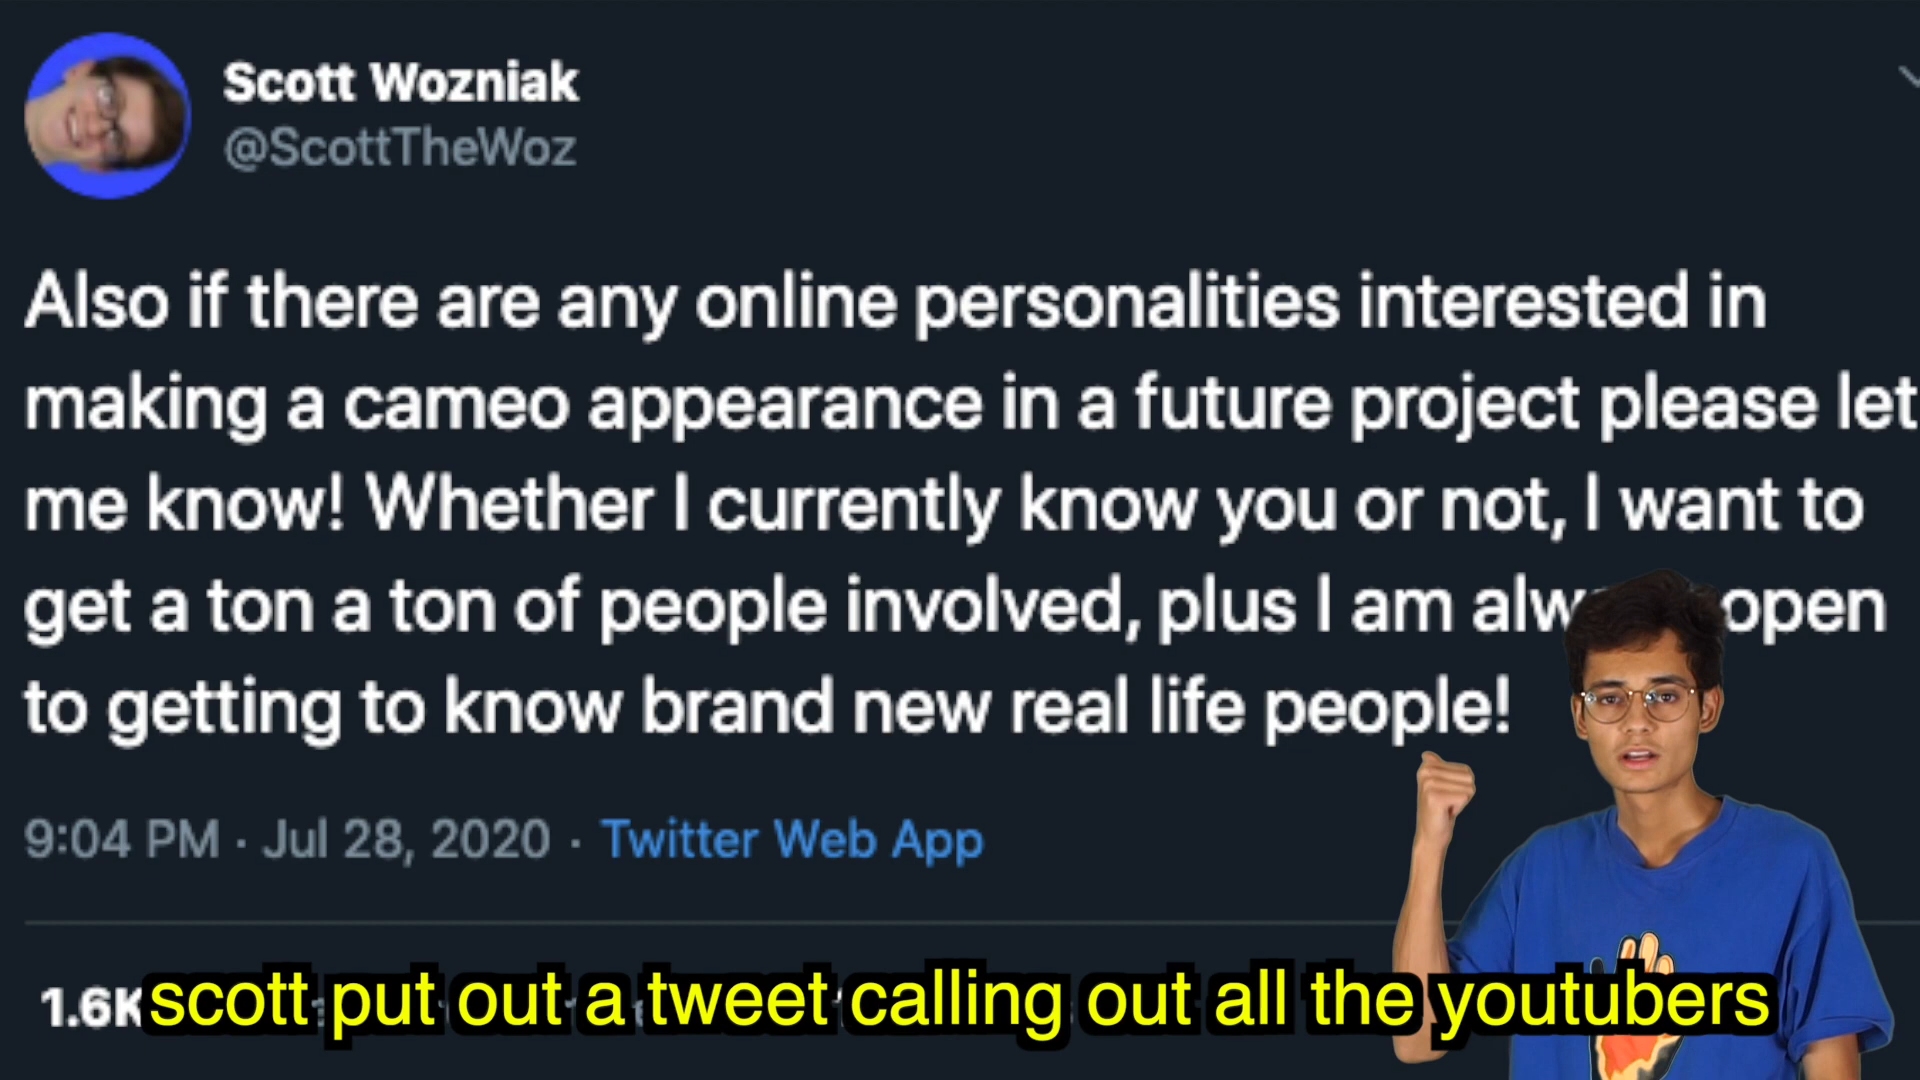 Scott Wozniak
@ScottTheWoz
Also if there are any online personalities interested in
making a cameo appearance in a future project please let
me know! Whether I currently know you or not, I want to
get a ton a ton of people involved, plus I am open
to getting to know brand new real life people!
9:04 PM · Jul 28, 2020 · Twitter Web App
1.6K
scott put out a tweet calling out all the youtubers